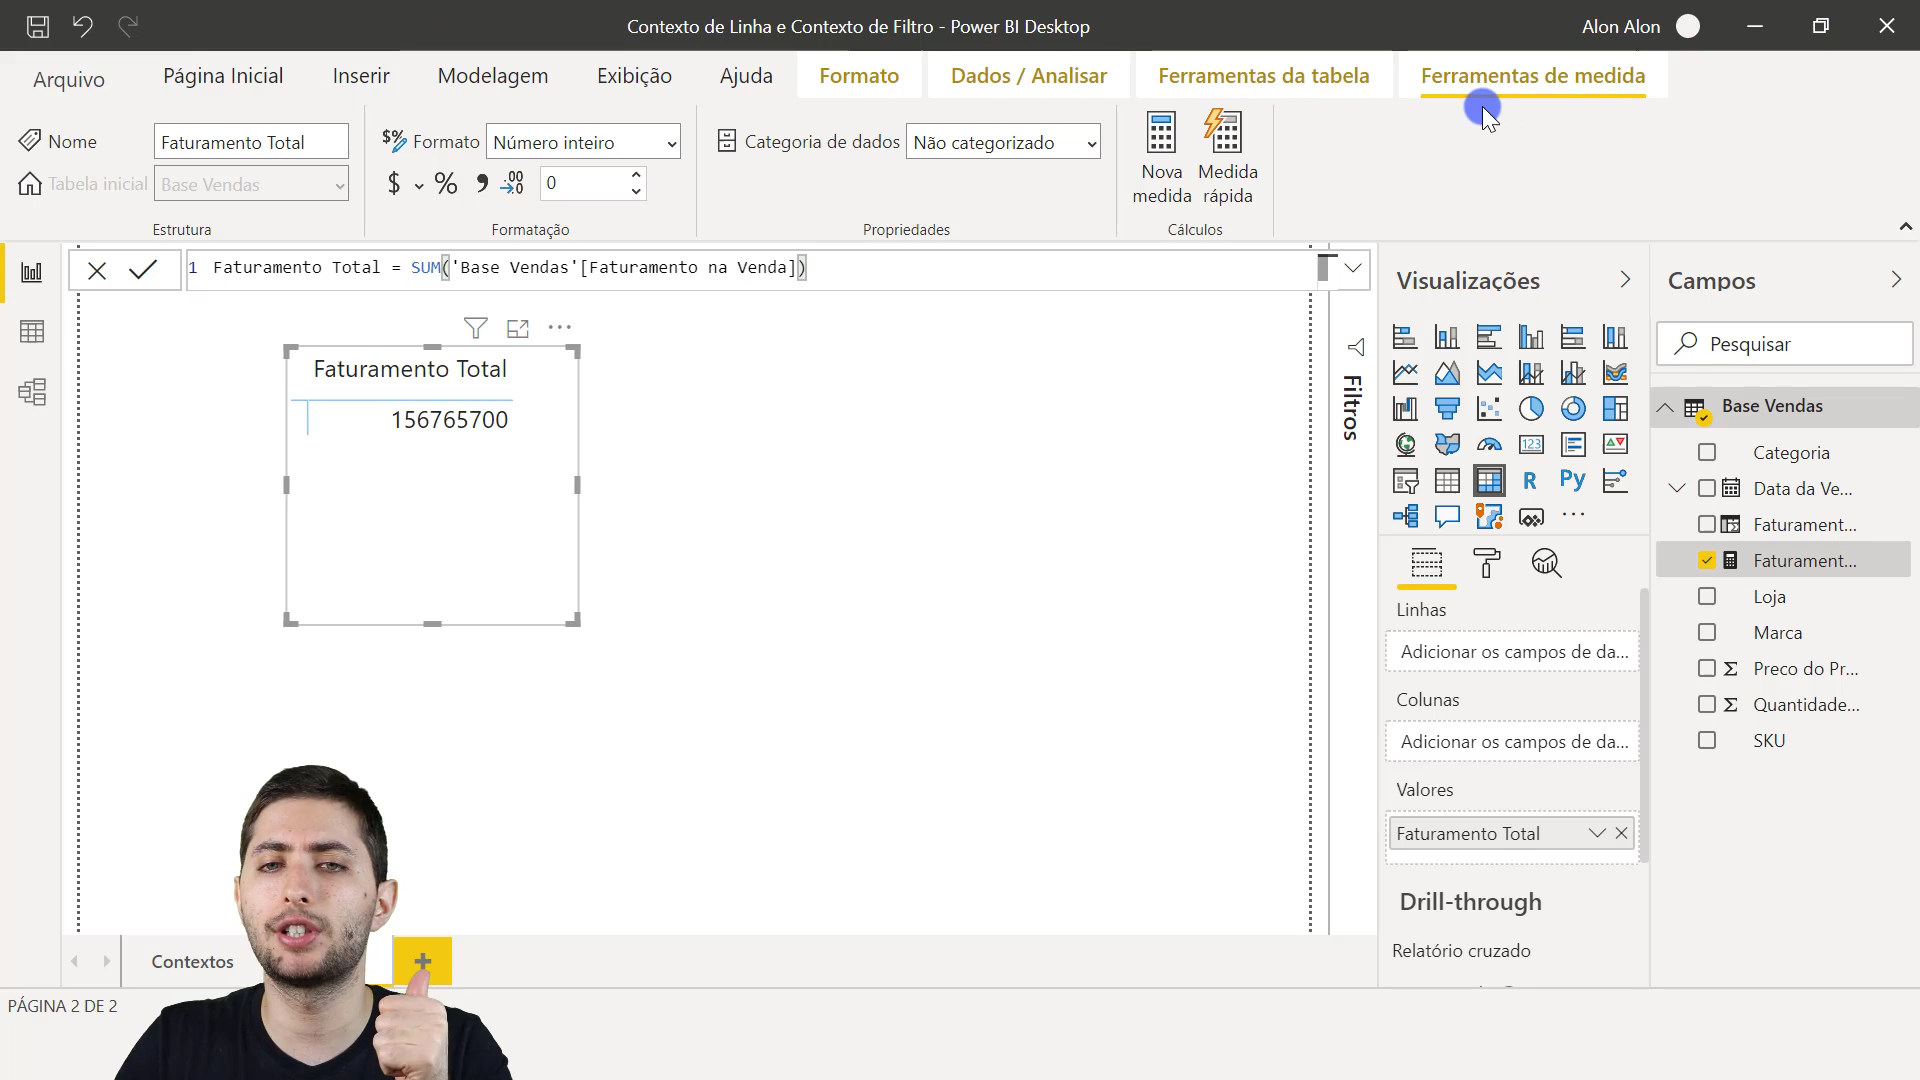 Contexto de Linha e Contexto de Filtro - Power BI Desktop
Alon Alon
Arquivo
Página Inicial
Inserir
Modelagem
Exibição
Ajuda
Formato
Dados / Analisar
Ferramentas da tabela
Ferramentas de medida
Nome
Faturamento Total
Tabela inicial
Base Vendas
Estrutura
$% Formato
Número inteiro
$ % 9 .00
0
Formatação
Categoria de dados
Não categorizado
Propriedades
Nova medida
Medida rápida
Cálculos
1 Faturamento Total = SUM('Base Vendas'[Faturamento na Venda])
Faturamento Total
156765700
Filtros
Visualizações
123
R
Py
Linhas
Adicionar os campos de da...
Colunas
Adicionar os campos de da...
Valores
Faturamento Total
Drill-through
Relatório cruzado
Campos
Pesquisar
Base Vendas
Categoria
Data da Ve...
Faturament...
Faturament...
Loja
Marca
Σ Preco do Pr...
Σ Quantidade...
SKU
Contextos
PÁGINA 2 DE 2